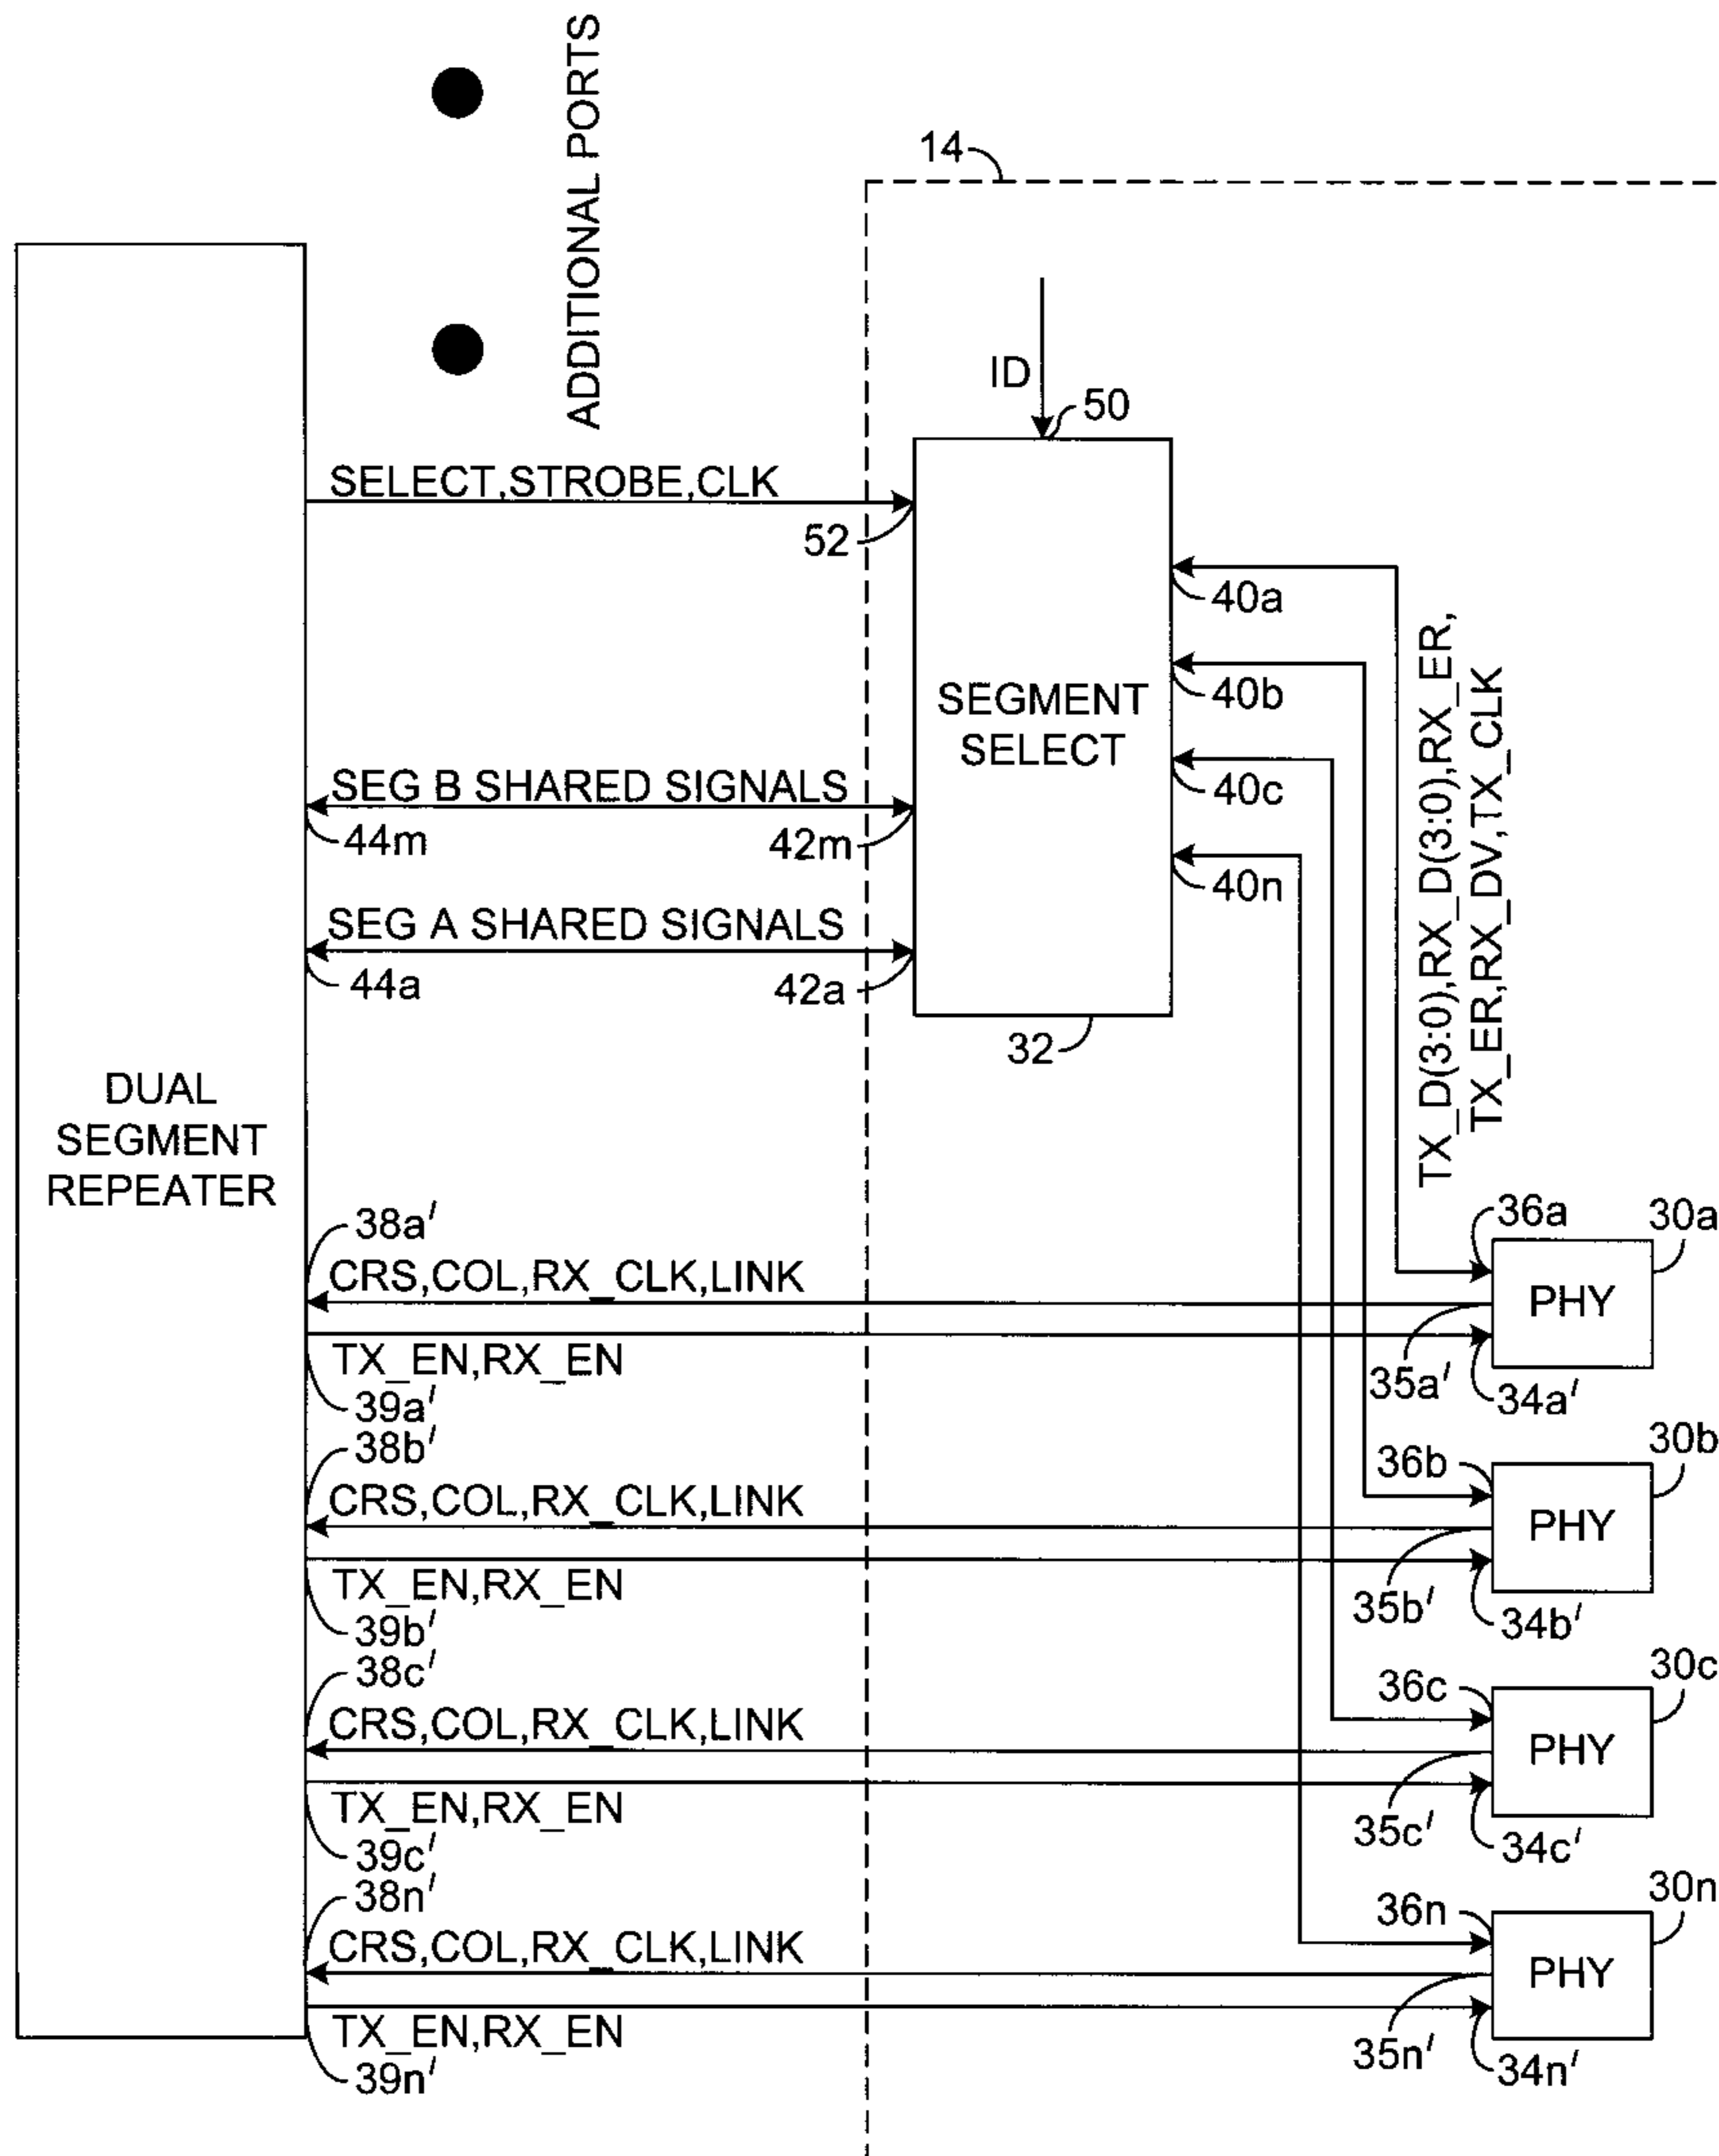 ADDITIONAL PORTS
14
ID
50
SELECT,STROBE,CLK
52
40a
40b
40c
40n
SEGMENT
SELECT
SEG B SHARED SIGNALS
44m
42m
SEG A SHARED SIGNALS
44a
42a
32
TX_D(3:0),RX_D(3:0),RX_ER,
TX_ER,RX_DV,TX_CLK
DUAL
SEGMENT
REPEATER
38a′
CRS,COL,RX_CLK,LINK
TX_EN,RX_EN
39a′
36a
30a
PHY
35a′
34a′
38b′
CRS,COL,RX_CLK,LINK
TX_EN,RX_EN
39b′
36b
30b
PHY
35b′
34b′
38c′
CRS,COL,RX_CLK,LINK
TX_EN,RX_EN
39c′
36c
30c
PHY
35c′
34c′
38n′
CRS,COL,RX_CLK,LINK
TX_EN,RX_EN
39n′
36n
30n
PHY
35n′
34n′